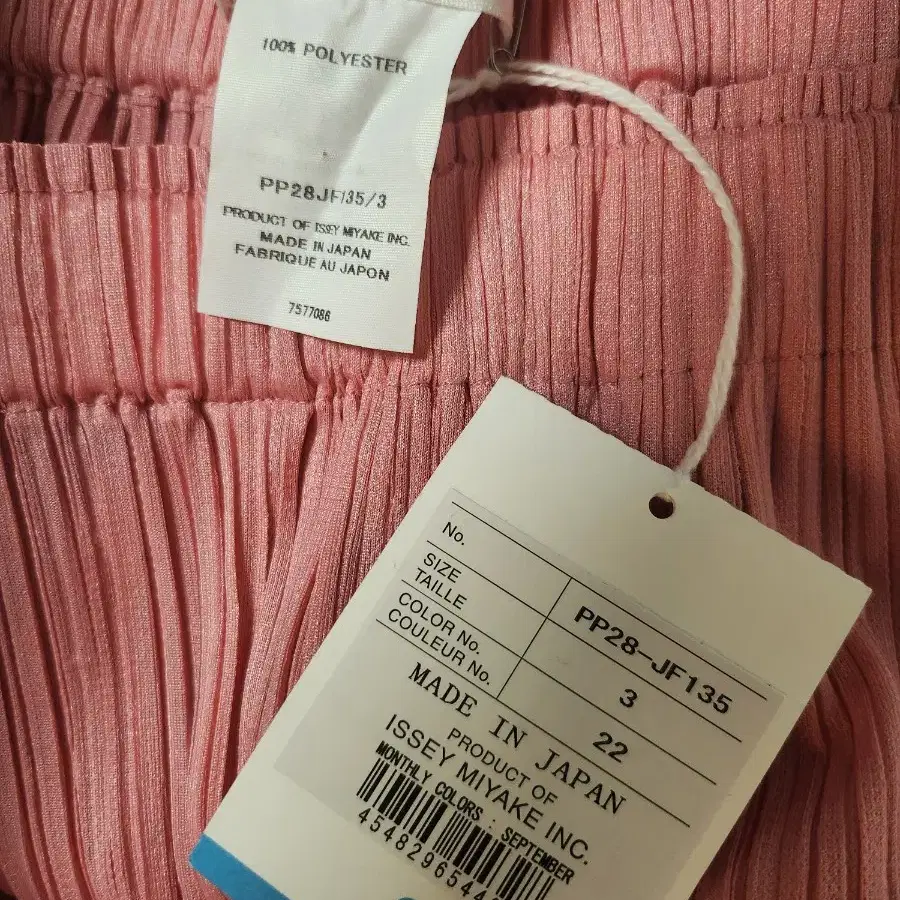 100% POLYESTER
PP28JF135/3
PRODUCT OF ISSEY MIYAKE INC.
MADE IN JAPAN
FABRIQUE AU JAPON
7577086
No. PP28-JF135
SIZE
TAILLE 3
COLOR No.
COULEUR No. 22
MADE IN JAPAN
PRODUCT OF
ISSEY MIYAKE INC.
MONTHLY COLORS : SEPTEMBER
4548296544